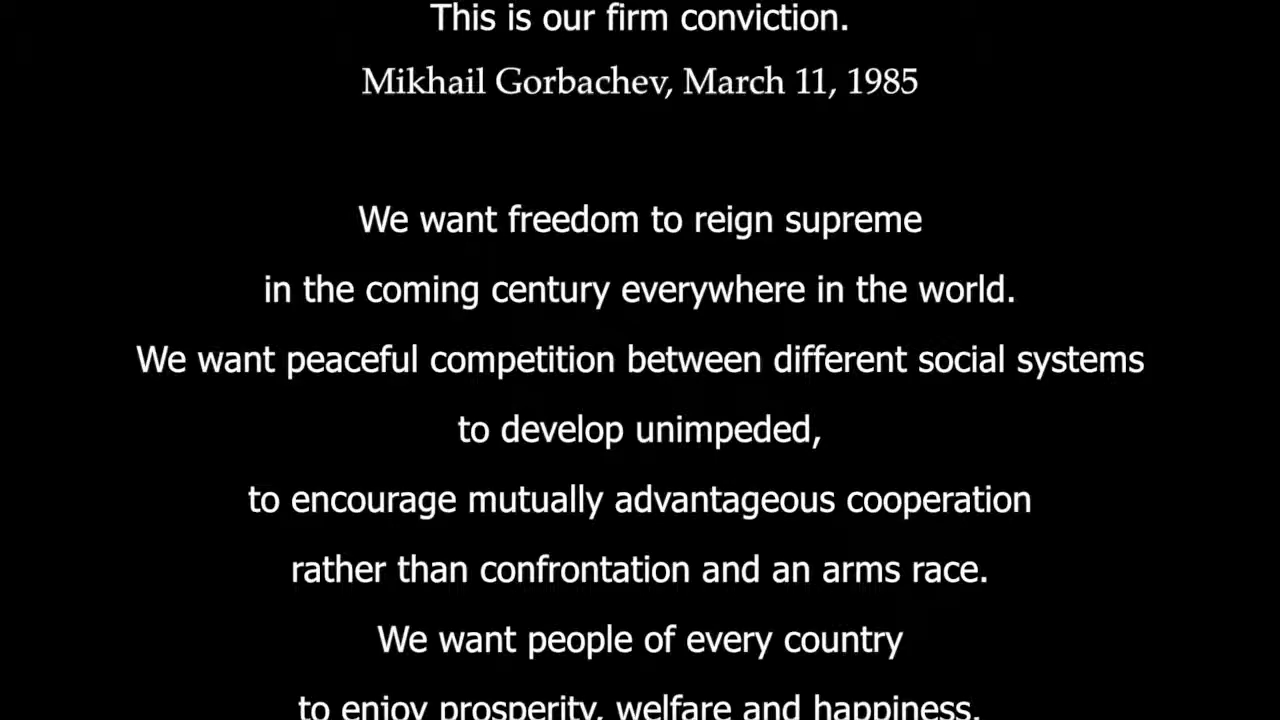 This is our firm conviction.
Mikhail Gorbachev, March 11, 1985
We want freedom to reign supreme
in the coming century everywhere in the world.
We want peaceful competition between different social systems
to develop unimpeded,
to encourage mutually advantageous cooperation
rather than confrontation and an arms race.
We want people of every country
to enjoy prosperity, welfare and happiness.